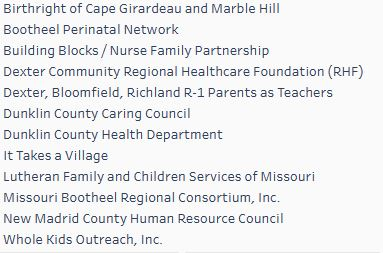 Birthright of Cape Girardeau and Marble Hill
Bootheel Perinatal Network
Building Blocks / Nurse Family Partnership
Dexter Community Regional Healthcare Foundation (RHF)
Dexter, Bloomfield, Richland R-1 Parents as Teachers
Dunklin County Caring Council
Dunklin County Health Department
It Takes a Village
Lutheran Family and Children Services of Missouri
Missouri Bootheel Regional Consortium, Inc.
New Madrid County Human Resource Council
Whole Kids Outreach, Inc.